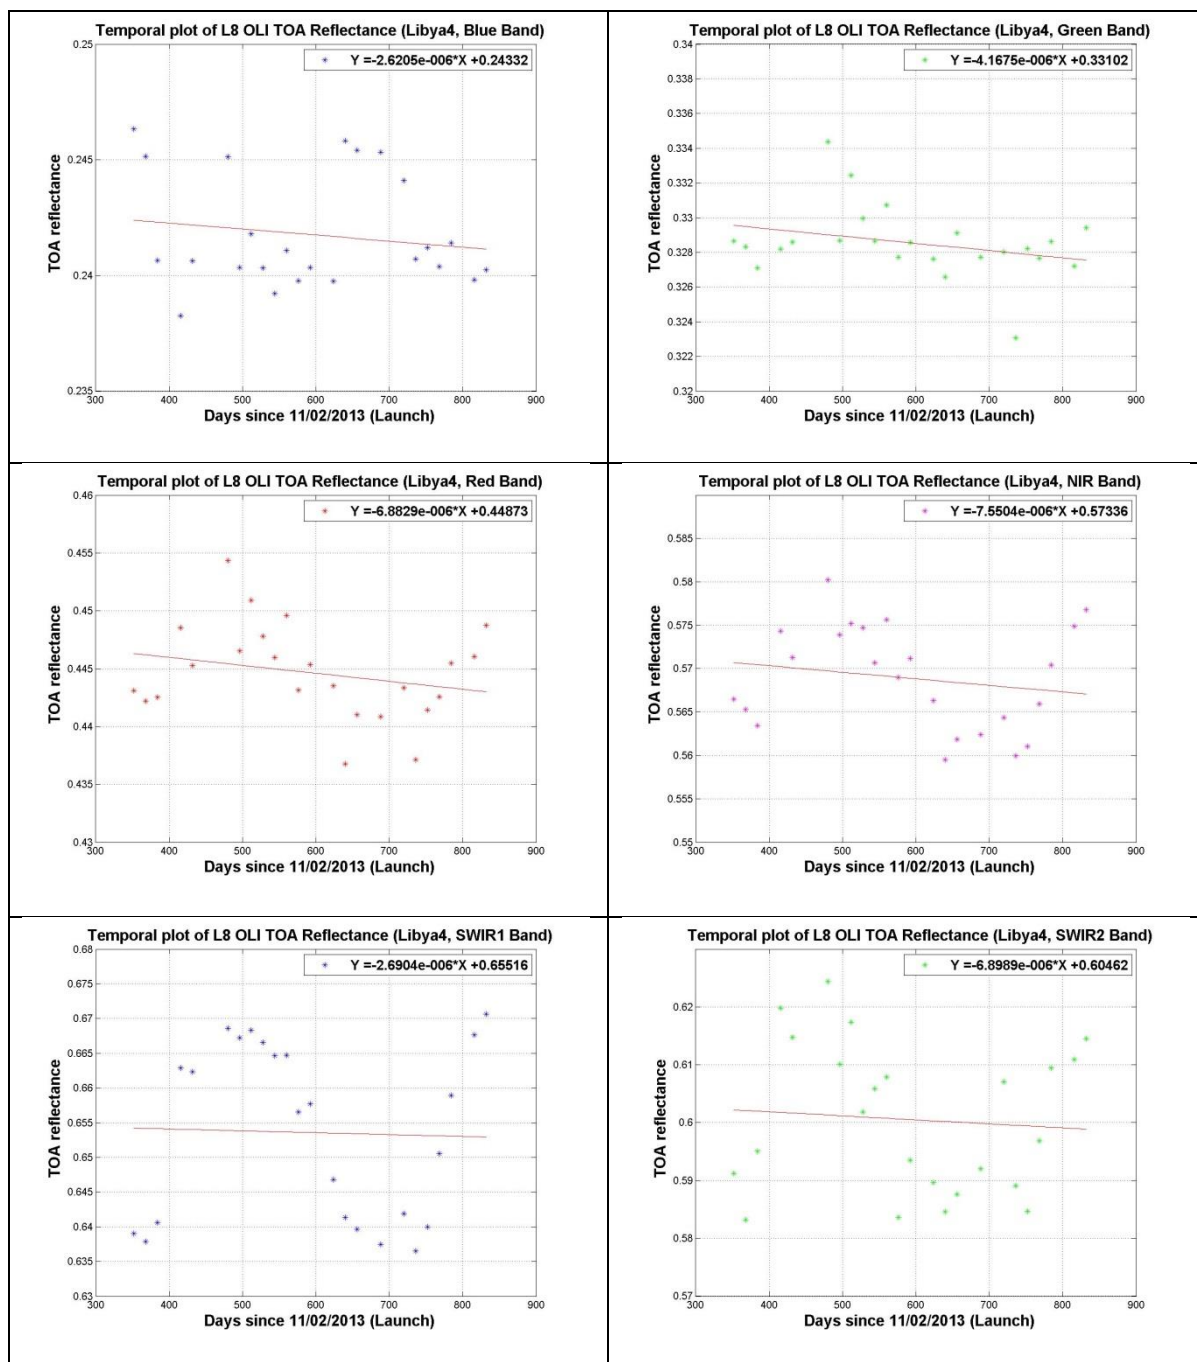 Temporal plot of L8 OLI TOA Reflectance (Libya4, Blue Band)
0.25
* Y =-2.6205e-006*X +0.24332
0.245
TOA reflectance
0.24
0.235
300 400 500 600 700 800 900
Days since 11/02/2013 (Launch)
Temporal plot of L8 OLI TOA Reflectance (Libya4, Green Band)
0.34
* Y =-4.1675e-006*X +0.33102
0.338
0.336
0.334
0.332
TOA reflectance
0.33
0.328
0.326
0.324
0.322
0.32
300 400 500 600 700 800 900
Days since 11/02/2013 (Launch)
Temporal plot of L8 OLI TOA Reflectance (Libya4, Red Band)
0.46
* Y =-6.8829e-006*X +0.44873
0.455
0.45
TOA reflectance
0.445
0.44
0.435
0.43
300 400 500 600 700 800 900
Days since 11/02/2013 (Launch)
Temporal plot of L8 OLI TOA Reflectance (Libya4, NIR Band)
* Y =-7.5504e-006*X +0.57336
0.585
0.58
0.575
TOA reflectance
0.57
0.565
0.56
0.555
0.55
300 400 500 600 700 800 900
Days since 11/02/2013 (Launch)
Temporal plot of L8 OLI TOA Reflectance (Libya4, SWIR1 Band)
0.68
* Y =-2.6904e-006*X +0.65516
0.675
0.67
0.665
0.66
TOA reflectance
0.655
0.65
0.645
0.64
0.635
0.63
300 400 500 600 700 800 900
Days since 11/02/2013 (Launch)
Temporal plot of L8 OLI TOA Reflectance (Libya4, SWIR2 Band)
* Y =-6.8989e-006*X +0.60462
0.62
0.61
TOA reflectance
0.6
0.59
0.58
0.57
300 400 500 600 700 800 900
Days since 11/02/2013 (Launch)